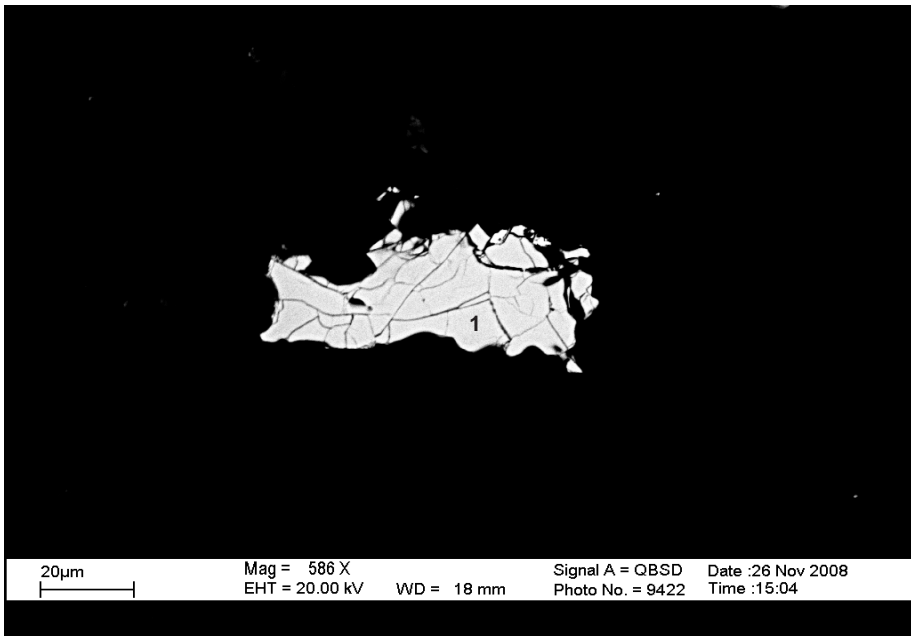 1
20µm
Mag = 586 X
EHT = 20.00 kV
WD = 18 mm
Signal A = QBSD
Photo No. = 9422
Date :26 Nov 2008
Time :15:04